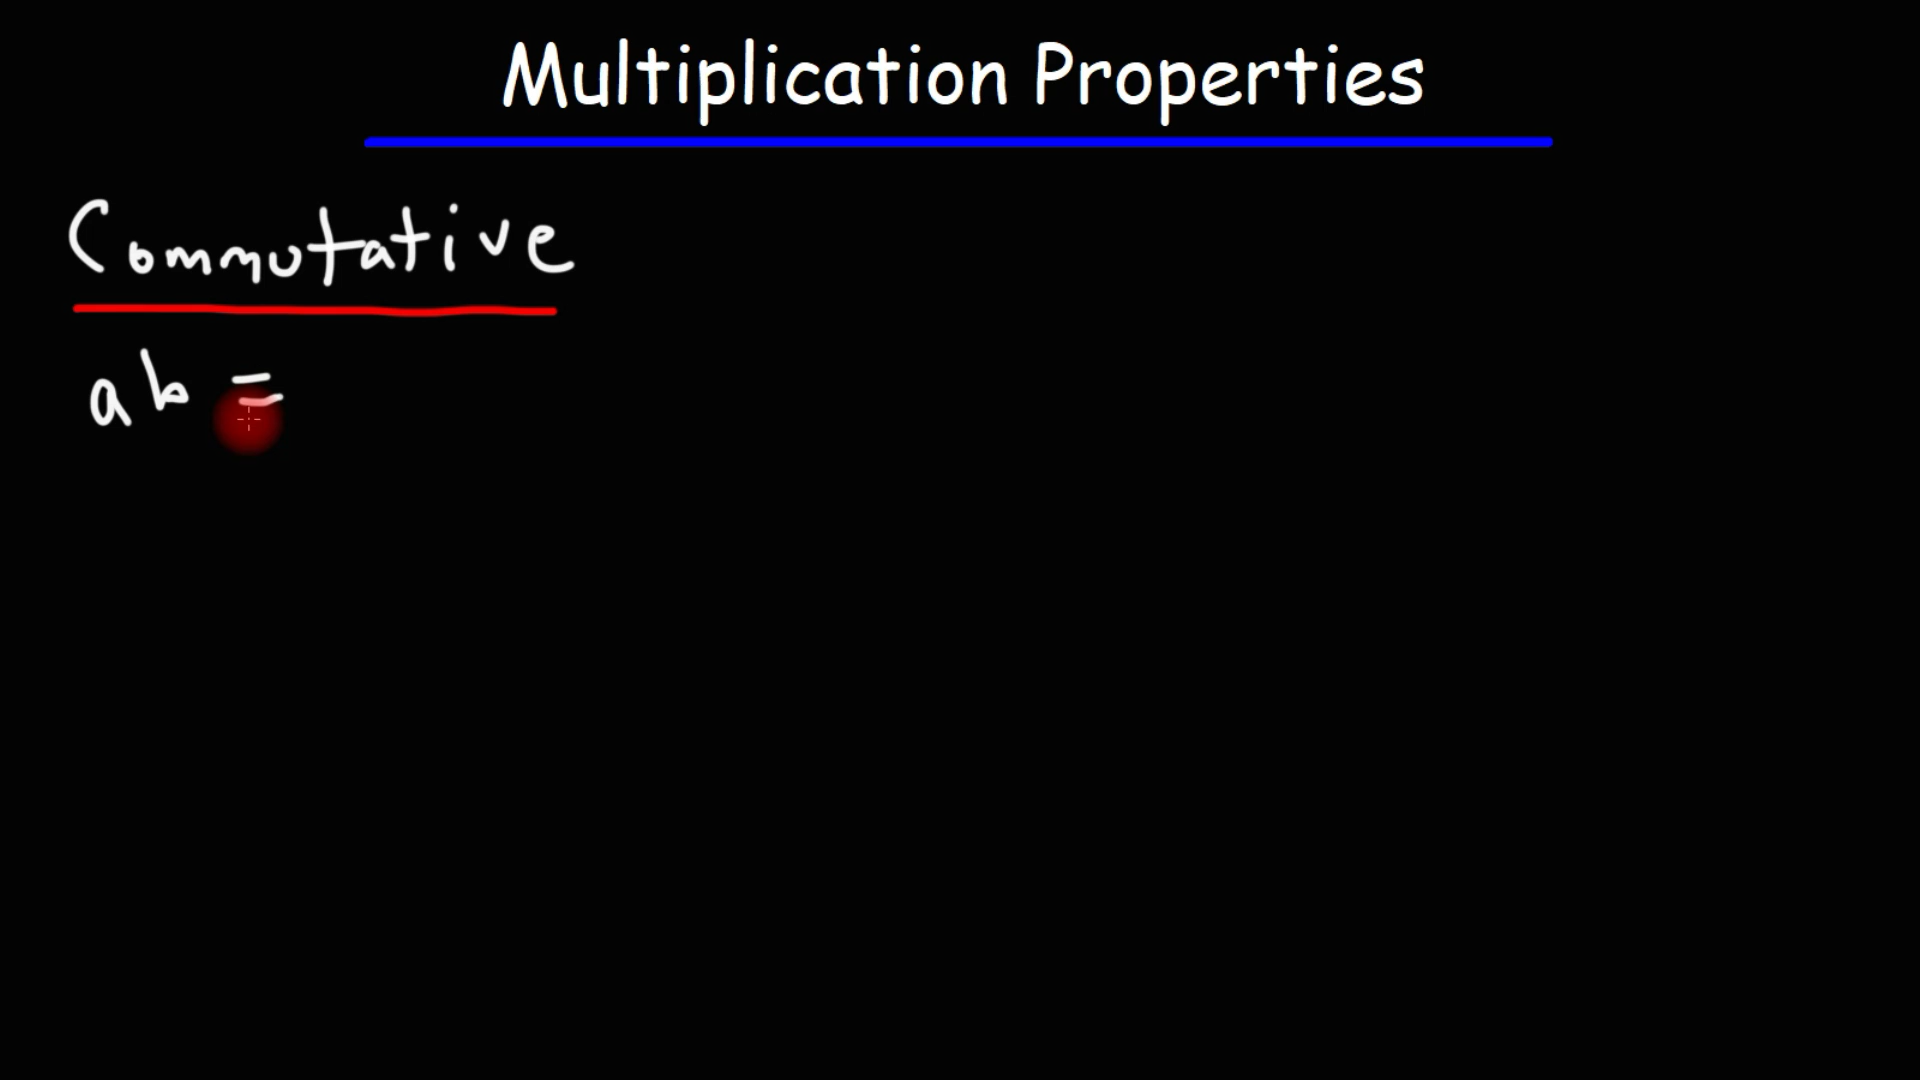 Multiplication Properties
Commutative
ab =